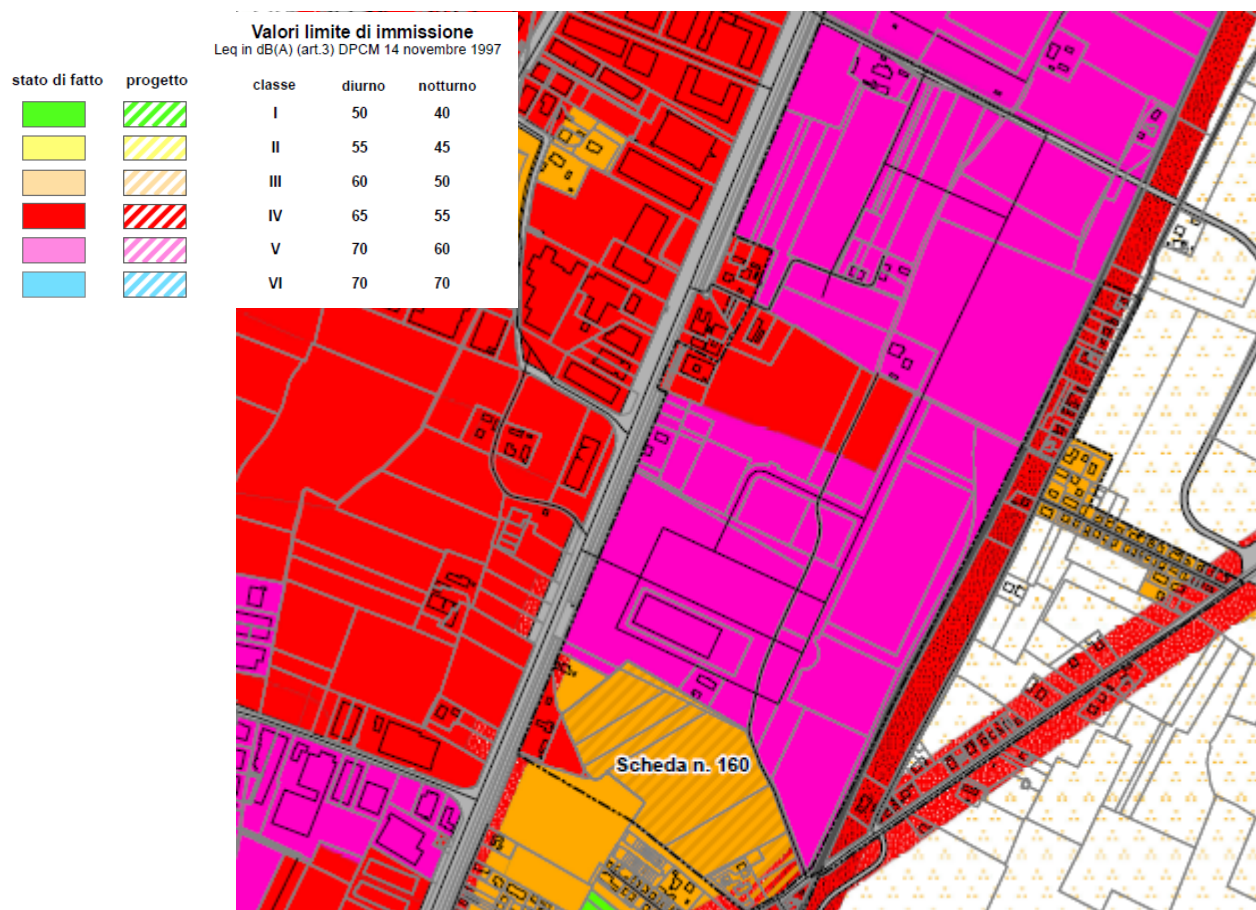 Valori limite di immissione
Leq in dB(A) (art.3) DPCM 14 novembre 1997
stato di fatto progetto
classe diurno notturno
I 50 40
II 55 45
III 60 50
IV 65 55
V 70 60
VI 70 70
Scheda n. 160